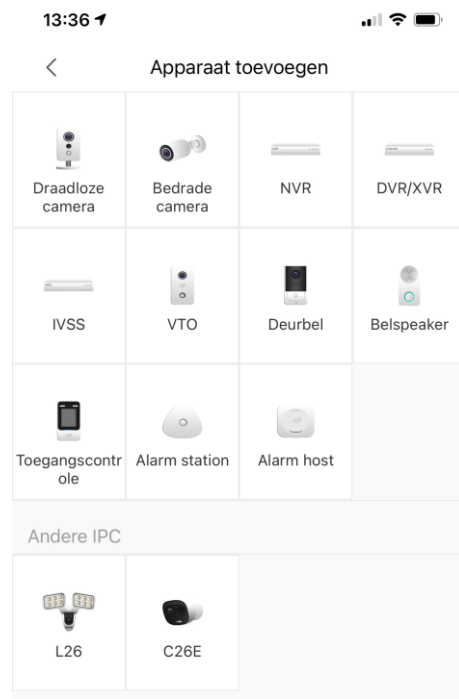 13:36
Apparaat toevoegen
Draadloze
camera
Bedrade
camera
NVR
DVR/XVR
IVSS
VTO
Deurbel
Belspeaker
Toegangscontr
ole
Alarm station
Alarm host
Andere IPC
L26
C26E